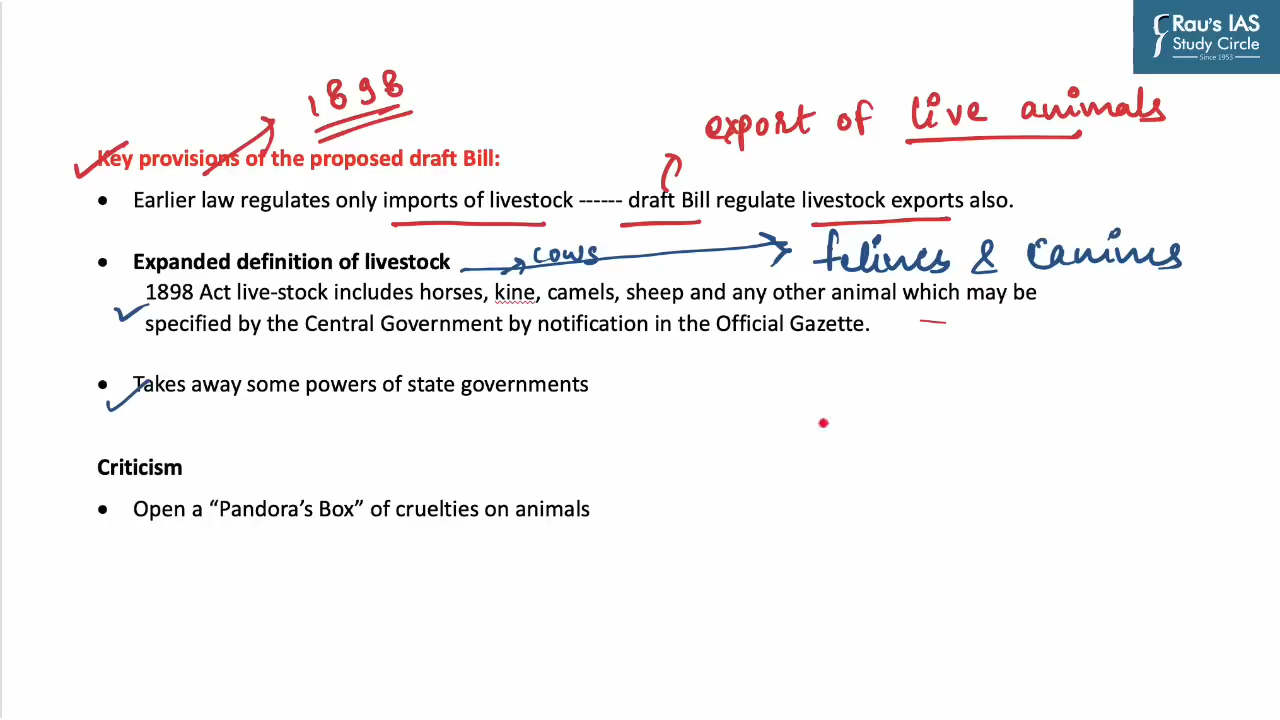 Rau's IAS
Study Circle
Since 1953
1898
export of live animals
Key provisions of the proposed draft Bill:
• Earlier law regulates only imports of livestock ------ draft Bill regulate livestock exports also.
cows
felines & canines
• Expanded definition of livestock
1898 Act live-stock includes horses, kine, camels, sheep and any other animal which may be
specified by the Central Government by notification in the Official Gazette.
• Takes away some powers of state governments
Criticism
• Open a “Pandora’s Box” of cruelties on animals